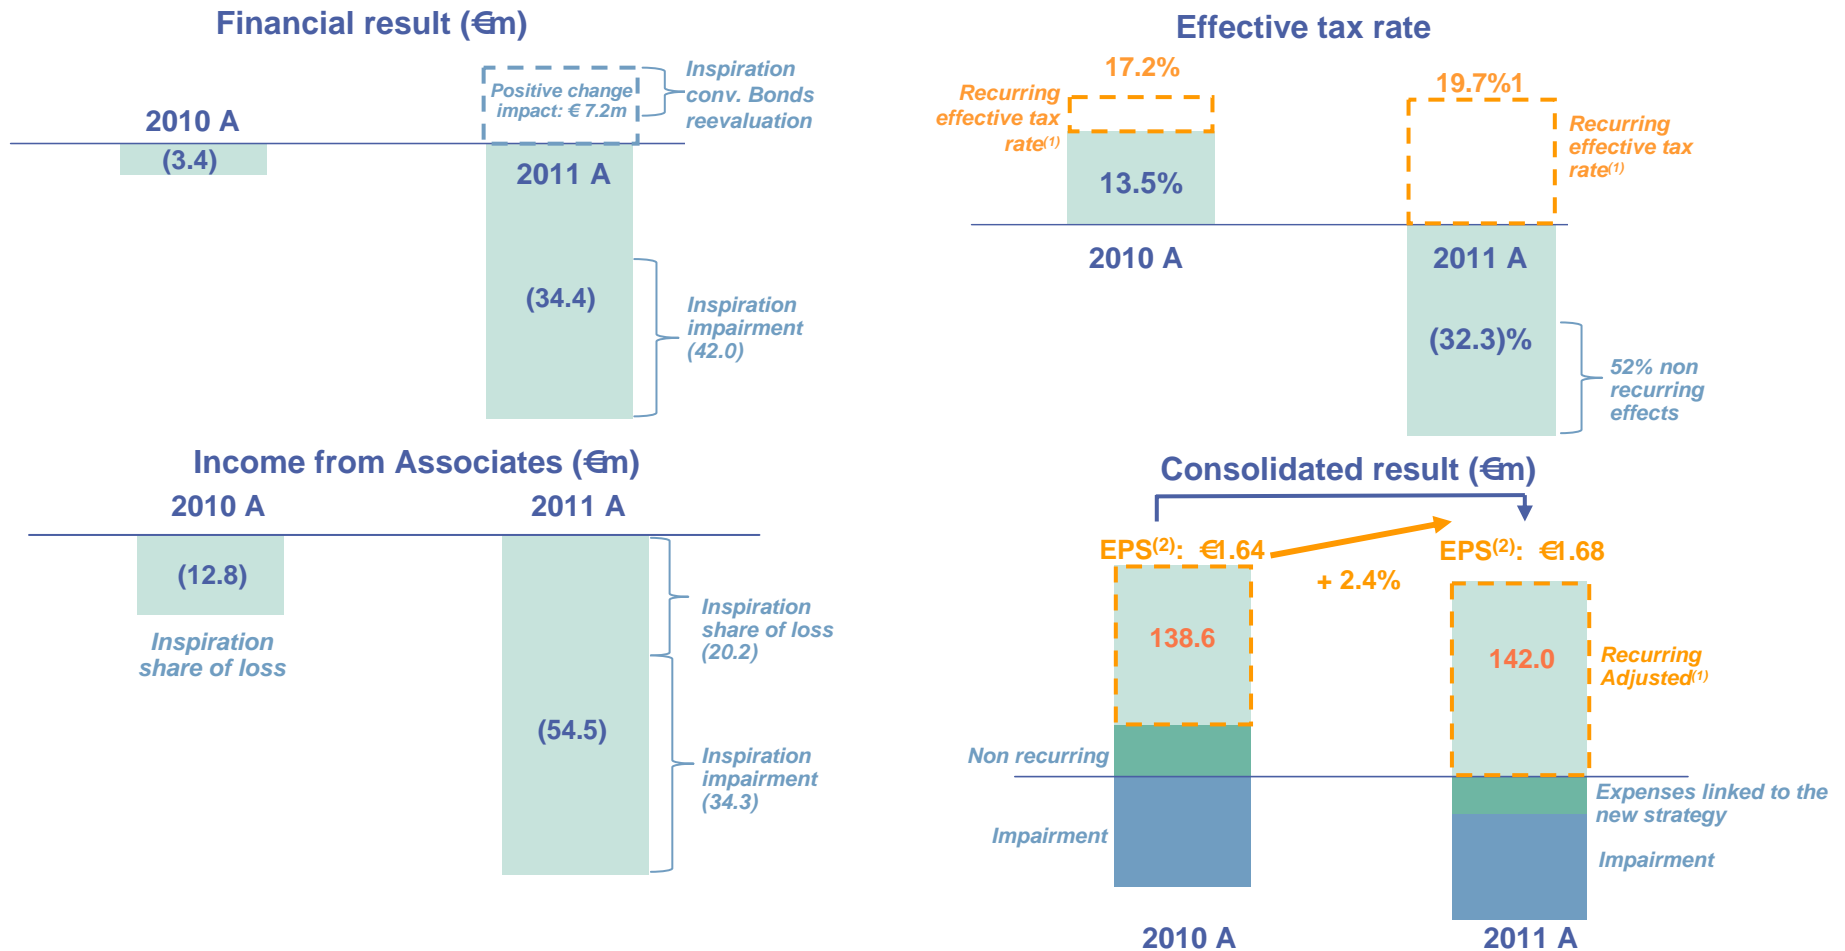 Financial result (€m)
2010 A
(3.4)
Positive change
impact: € 7.2m
Inspiration
conv. Bonds
reevaluation
2011 A
(34.4)
Inspiration
impairment
(42.0)
Effective tax rate
17.2%
Recurring
effective tax
rate(1)
13.5%
2010 A
19.7%1
Recurring
effective tax
rate(1)
2011 A
(32.3)%
52% non
recurring
effects
Income from Associates (€m)
2010 A
(12.8)
Inspiration
share of loss
2011 A
(54.5)
Inspiration
share of loss
(20.2)
Inspiration
impairment
(34.3)
Consolidated result (€m)
EPS(2): €1.64
+ 2.4%
EPS(2): €1.68
138.6
142.0
Recurring
Adjusted(1)
Non recurring
Impairment
Expenses linked to the
new strategy
Impairment
2010 A
2011 A